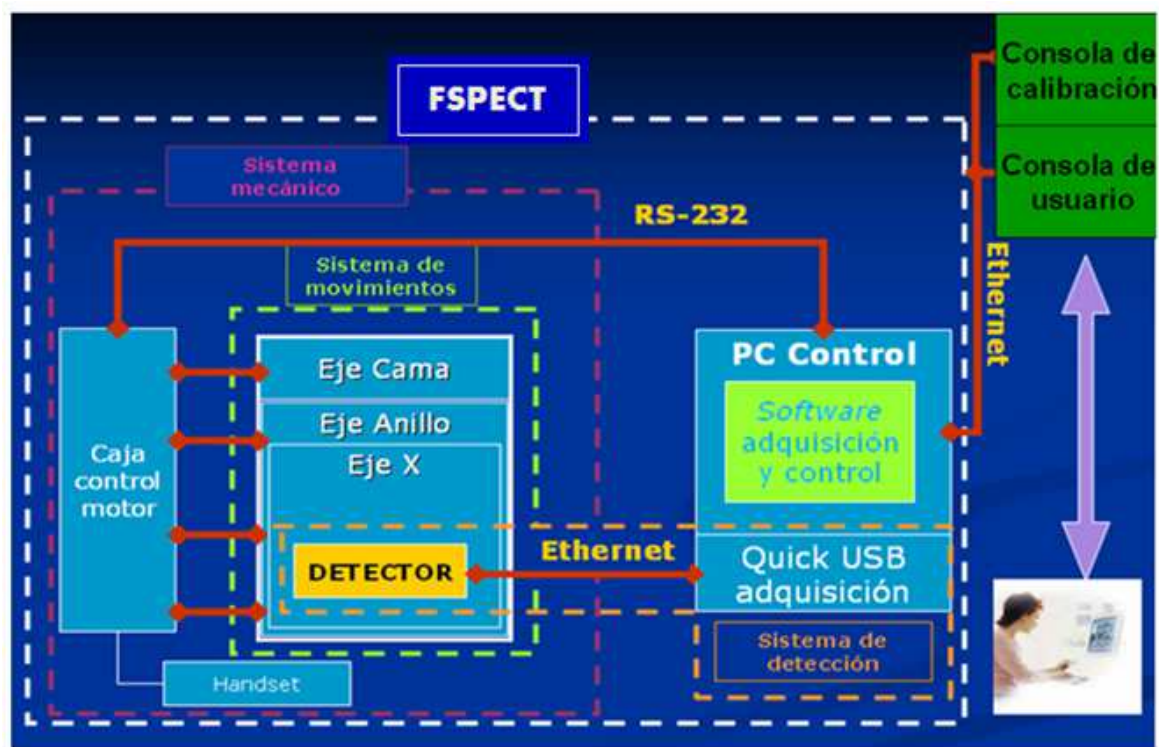 FSPECT
Consola de
calibración
Consola de
usuario
Sistema
mecánico
RS-232
Ethernet
Sistema de
movimientos
Caja
control
motor
Eje Cama
Eje Anillo
Eje X
DETECTOR
Ethernet
PC Control
Software
adquisición
y control
Quick USB
adquisición
Sistema de
detección
Handset